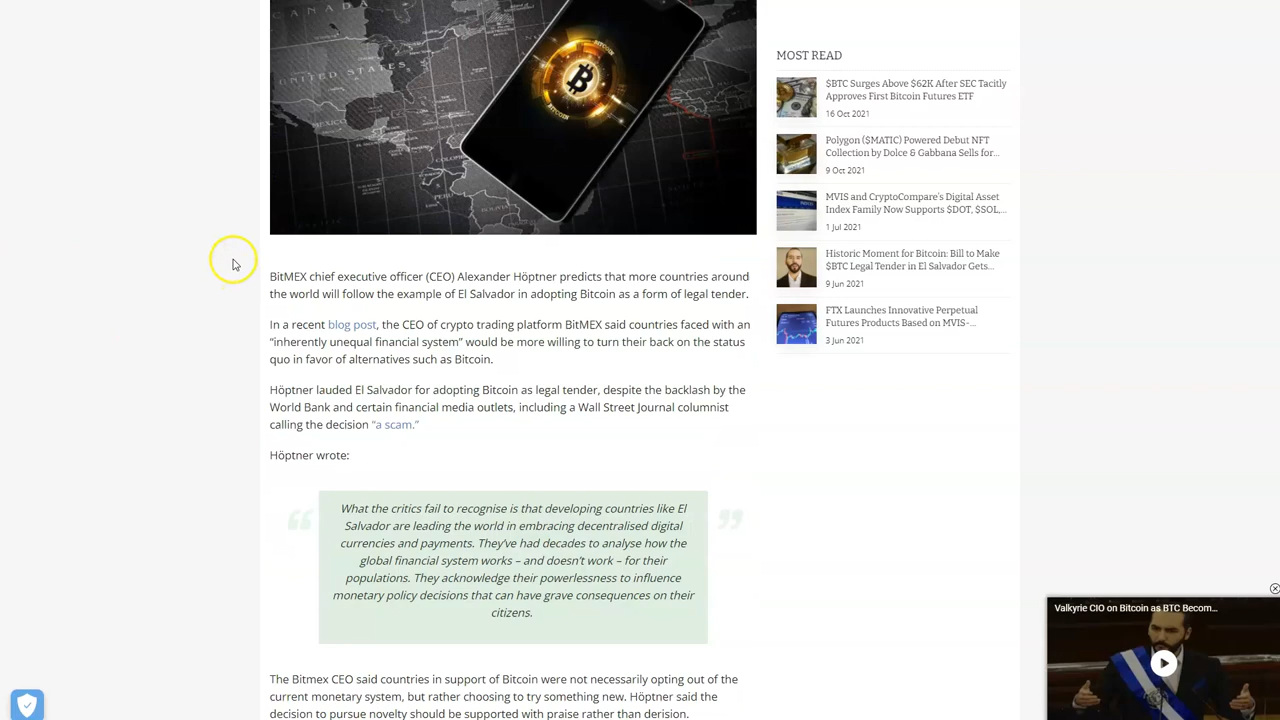 CANADA
UNITED STATES
MEXICO
PERU
BOLIVIA
BITCOIN
BITCOIN
BitMEX chief executive officer (CEO) Alexander Höptner predicts that more countries around
the world will follow the example of El Salvador in adopting Bitcoin as a form of legal tender.
In a recent blog post, the CEO of crypto trading platform BitMEX said countries faced with an
“inherently unequal financial system” would be more willing to turn their back on the status
quo in favor of alternatives such as Bitcoin.
Höptner lauded El Salvador for adopting Bitcoin as legal tender, despite the backlash by the
World Bank and certain financial media outlets, including a Wall Street Journal columnist
calling the decision “a scam.”
Höptner wrote:
What the critics fail to recognise is that developing countries like El
Salvador are leading the world in embracing decentralised digital
currencies and payments. They’ve had decades to analyse how the
global financial system works – and doesn’t work – for their
populations. They acknowledge their powerlessness to influence
monetary policy decisions that can have grave consequences on their
citizens.
The Bitmex CEO said countries in support of Bitcoin were not necessarily opting out of the
current monetary system, but rather choosing to try something new. Höptner said the
decision to pursue novelty should be supported with praise rather than derision.
MOST READ
$BTC Surges Above $62K After SEC Tacitly
Approves First Bitcoin Futures ETF
16 Oct 2021
Polygon ($MATIC) Powered Debut NFT
Collection by Dolce & Gabbana Sells for...
9 Oct 2021
MVIS and CryptoCompare’s Digital Asset
Index Family Now Supports $DOT, $SOL,...
1 Jul 2021
Historic Moment for Bitcoin: Bill to Make
$BTC Legal Tender in El Salvador Gets...
9 Jun 2021
FTX Launches Innovative Perpetual
Futures Products Based on MVIS-...
3 Jun 2021
Valkyrie CIO on Bitcoin as BTC Becom...